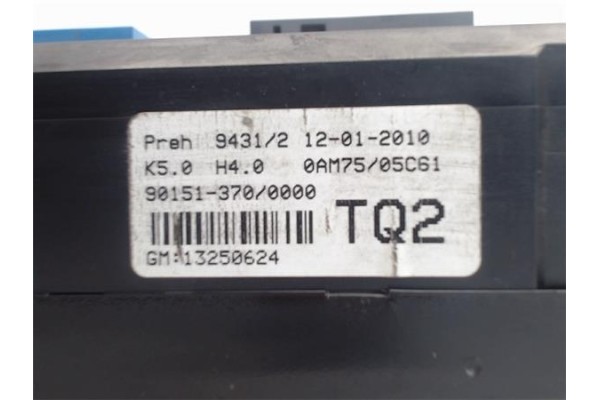 Preh 9431/2 12-01-2010
K5.0 H4.0 0AM75/05C61
90151-370/0000
TQ2
GM:13250624